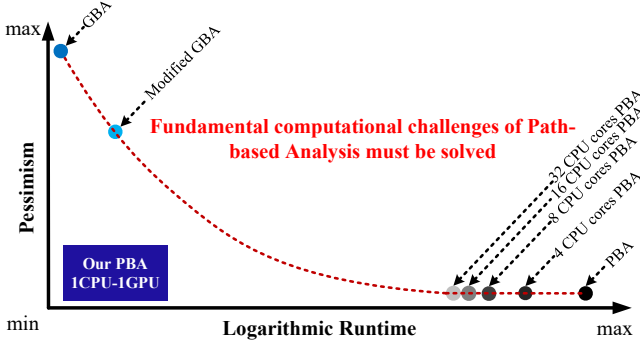 max
GBA
Modified GBA
Fundamental computational challenges of Path-
based Analysis must be solved
32 CPU cores PBA
16 CPU cores PBA
8 CPU cores PBA
4 CPU cores PBA
PBA
Pessimism
Our PBA
1CPU-1GPU
min
Logarithmic Runtime
max